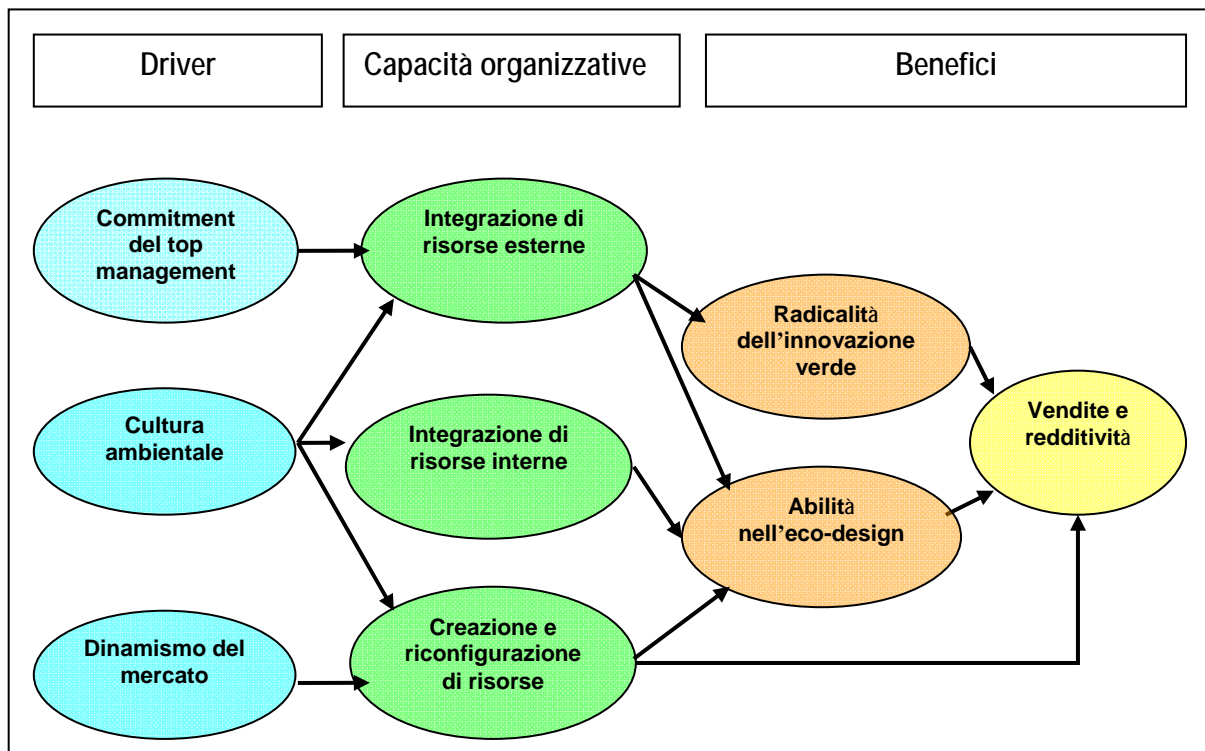 Driver
Capacità organizzative
Benefici
Commitment
del top
management
Integrazione di
risorse esterne
Radicalità
dell’innovazione
verde
Cultura
ambientale
Integrazione di
risorse interne
Vendite e
redditività
Abilità
nell’eco-design
Dinamismo del
mercato
Creazione e
riconfigurazione
di risorse